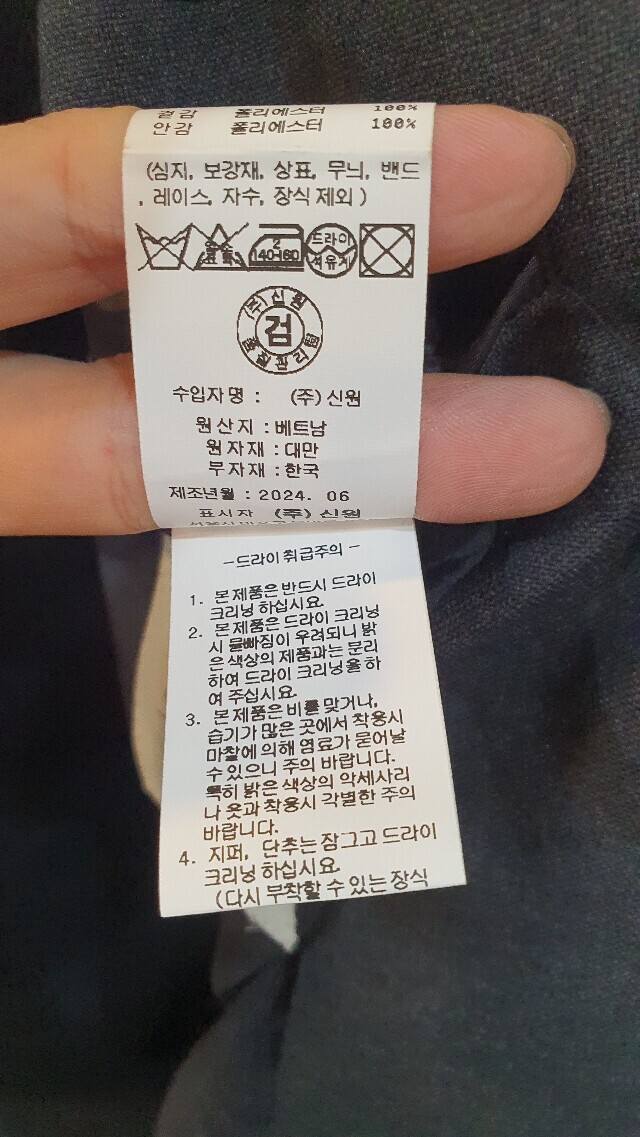 겉감 폴리에스터 100%
안감 폴리에스터 100%
(심지, 보강재, 상표, 무늬, 밴드
, 레이스, 자수, 장식 제외)
염소 표백
2
140~160
드라이
석유계
(주)신원
검
품질관리팀
수입자명 : (주)신원
원산지 : 베트남
원자재 : 대만
부자재 : 한국
제조년월 : 2024. 06
표시자 (주) 신원
-드라이 취급주의 -
1. 본 제품은 반드시 드라이
크리닝 하십시요.
2. 본 제품은 드라이 크리닝
시 물빠짐이 우려되니 밝
은 색상의 제품과는 분리
하여 드라이 크리닝을 하
여 주십시요.
3. 본 제품은 비를 맞거나,
습기가 많은 곳에서 착용시
마찰에 의해 염료가 묻어날
수 있으니 주의 바랍니다.
특히 밝은 색상의 악세사리
나 옷과 착용시 각별한 주의
바랍니다.
4. 지퍼, 단추는 잠그고 드라이
크리닝 하십시요.
(다시 부착할 수 있는 장식